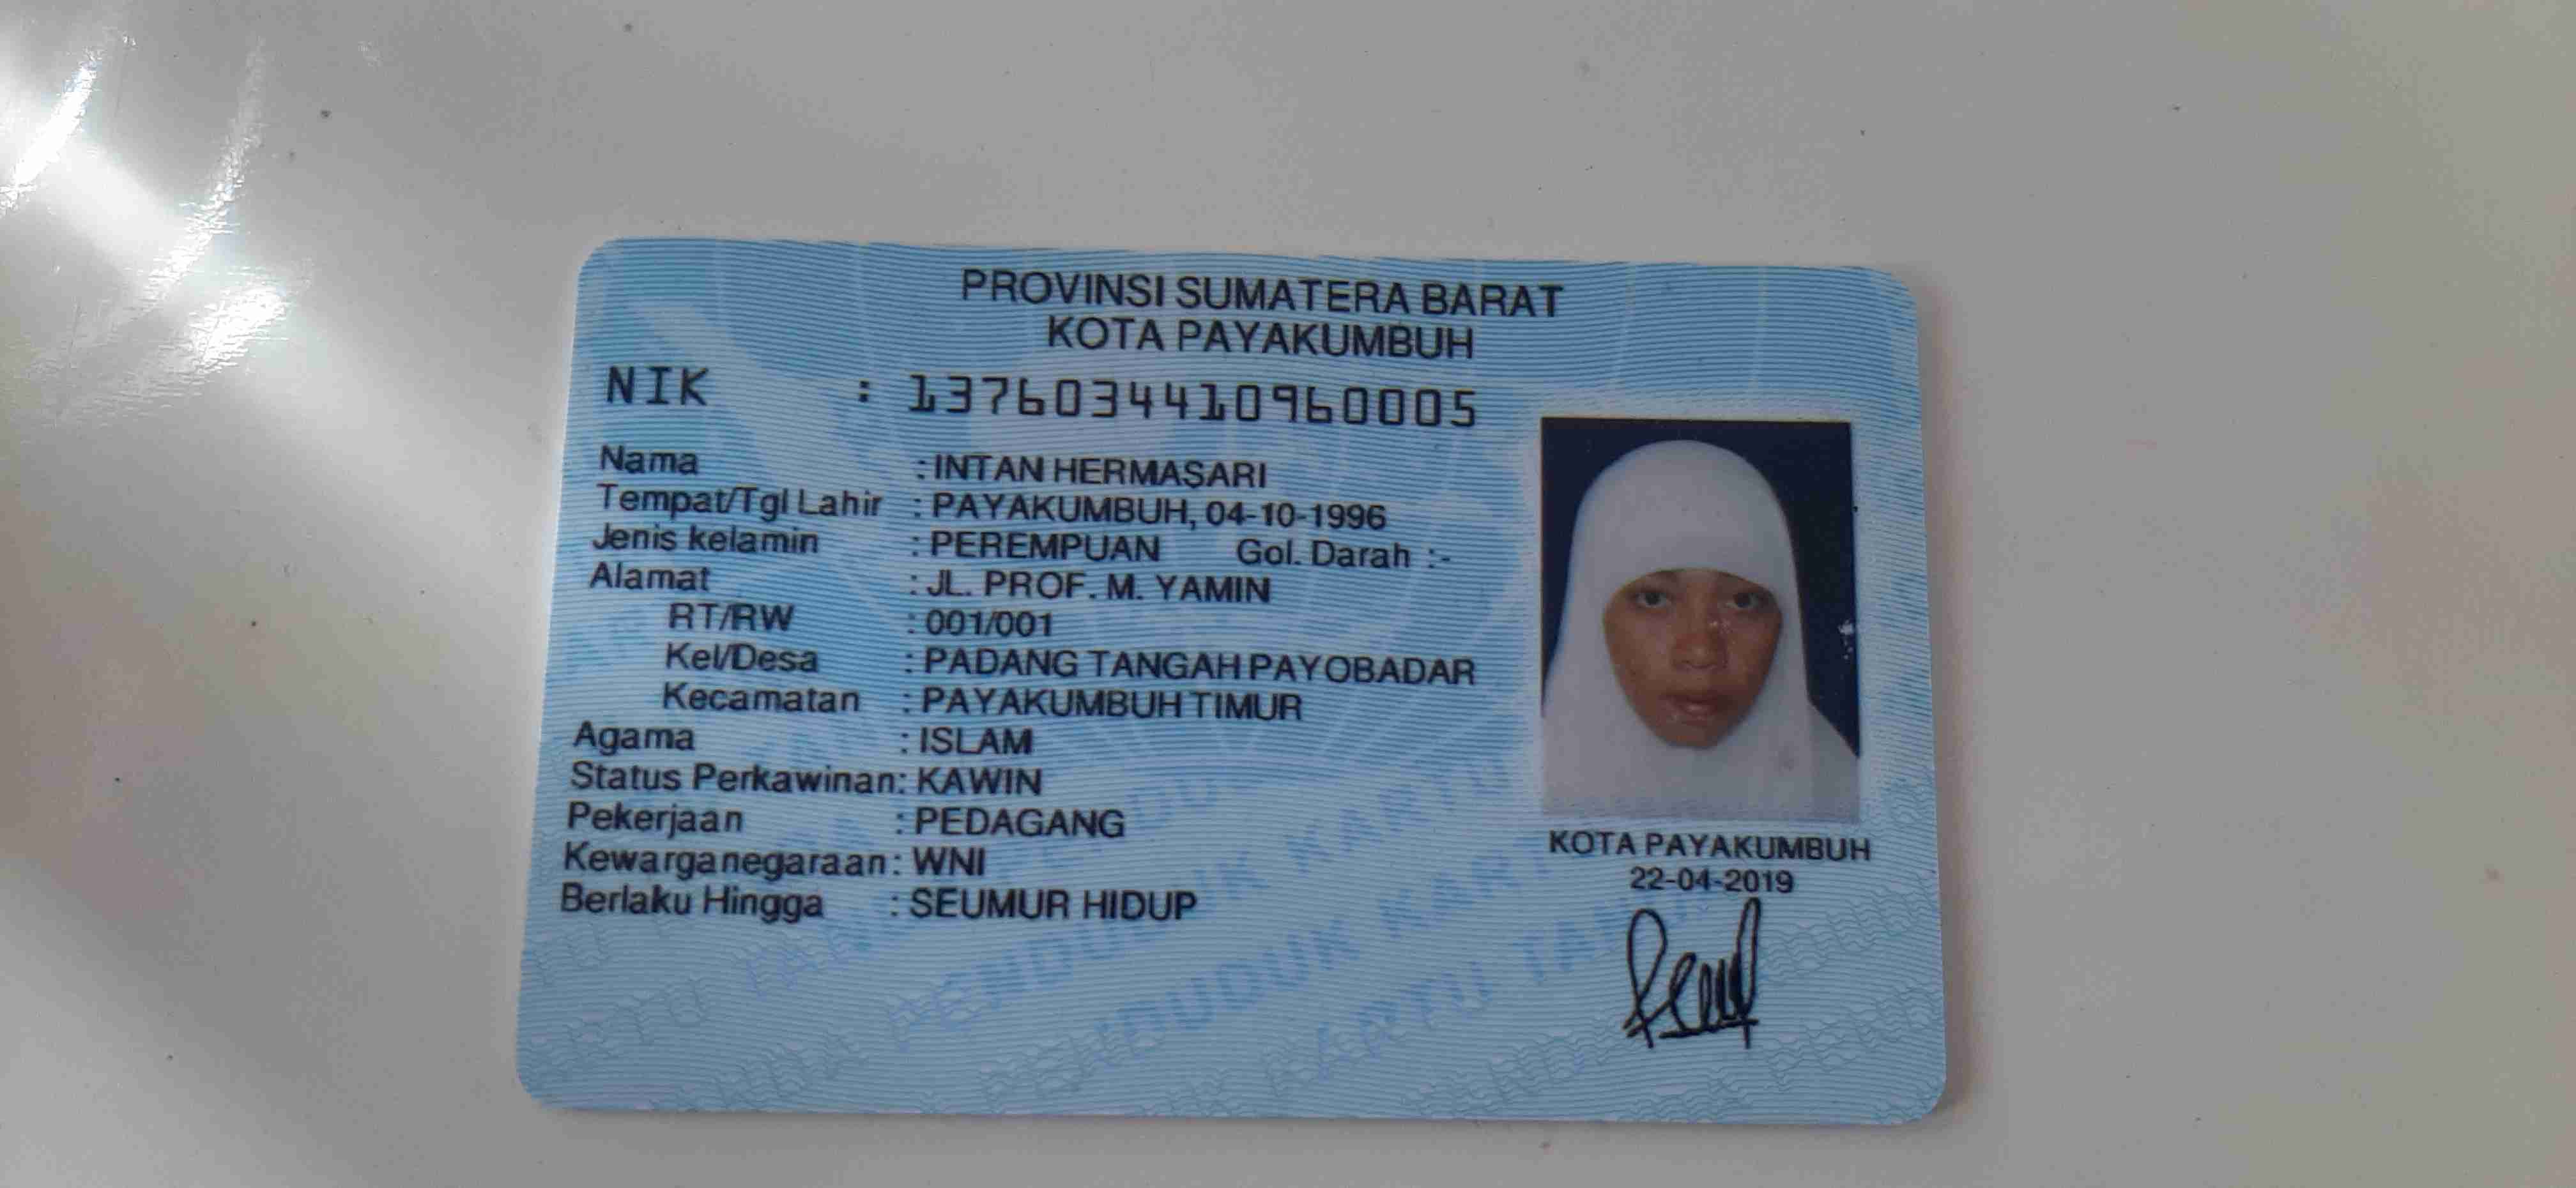 PROVINSI SUMATERA BARAT
KOTA PAYAKUMBUH
NIK : 1376034410960005
Nama : INTAN HERMASARI
Tempat/Tgl Lahir : PAYAKUMBUH, 04-10-1996
Jenis kelamin : PEREMPUAN Gol. Darah :-
Alamat : JL. PROF. M. YAMIN
RT/RW : 001/001
Kel/Desa : PADANG TANGAH PAYOBADAR
Kecamatan : PAYAKUMBUH TIMUR
Agama : ISLAM
Status Perkawinan: KAWIN
Pekerjaan : PEDAGANG
Kewarganegaraan: WNI
Berlaku Hingga : SEUMUR HIDUP
KOTA PAYAKUMBUH
22-04-2019